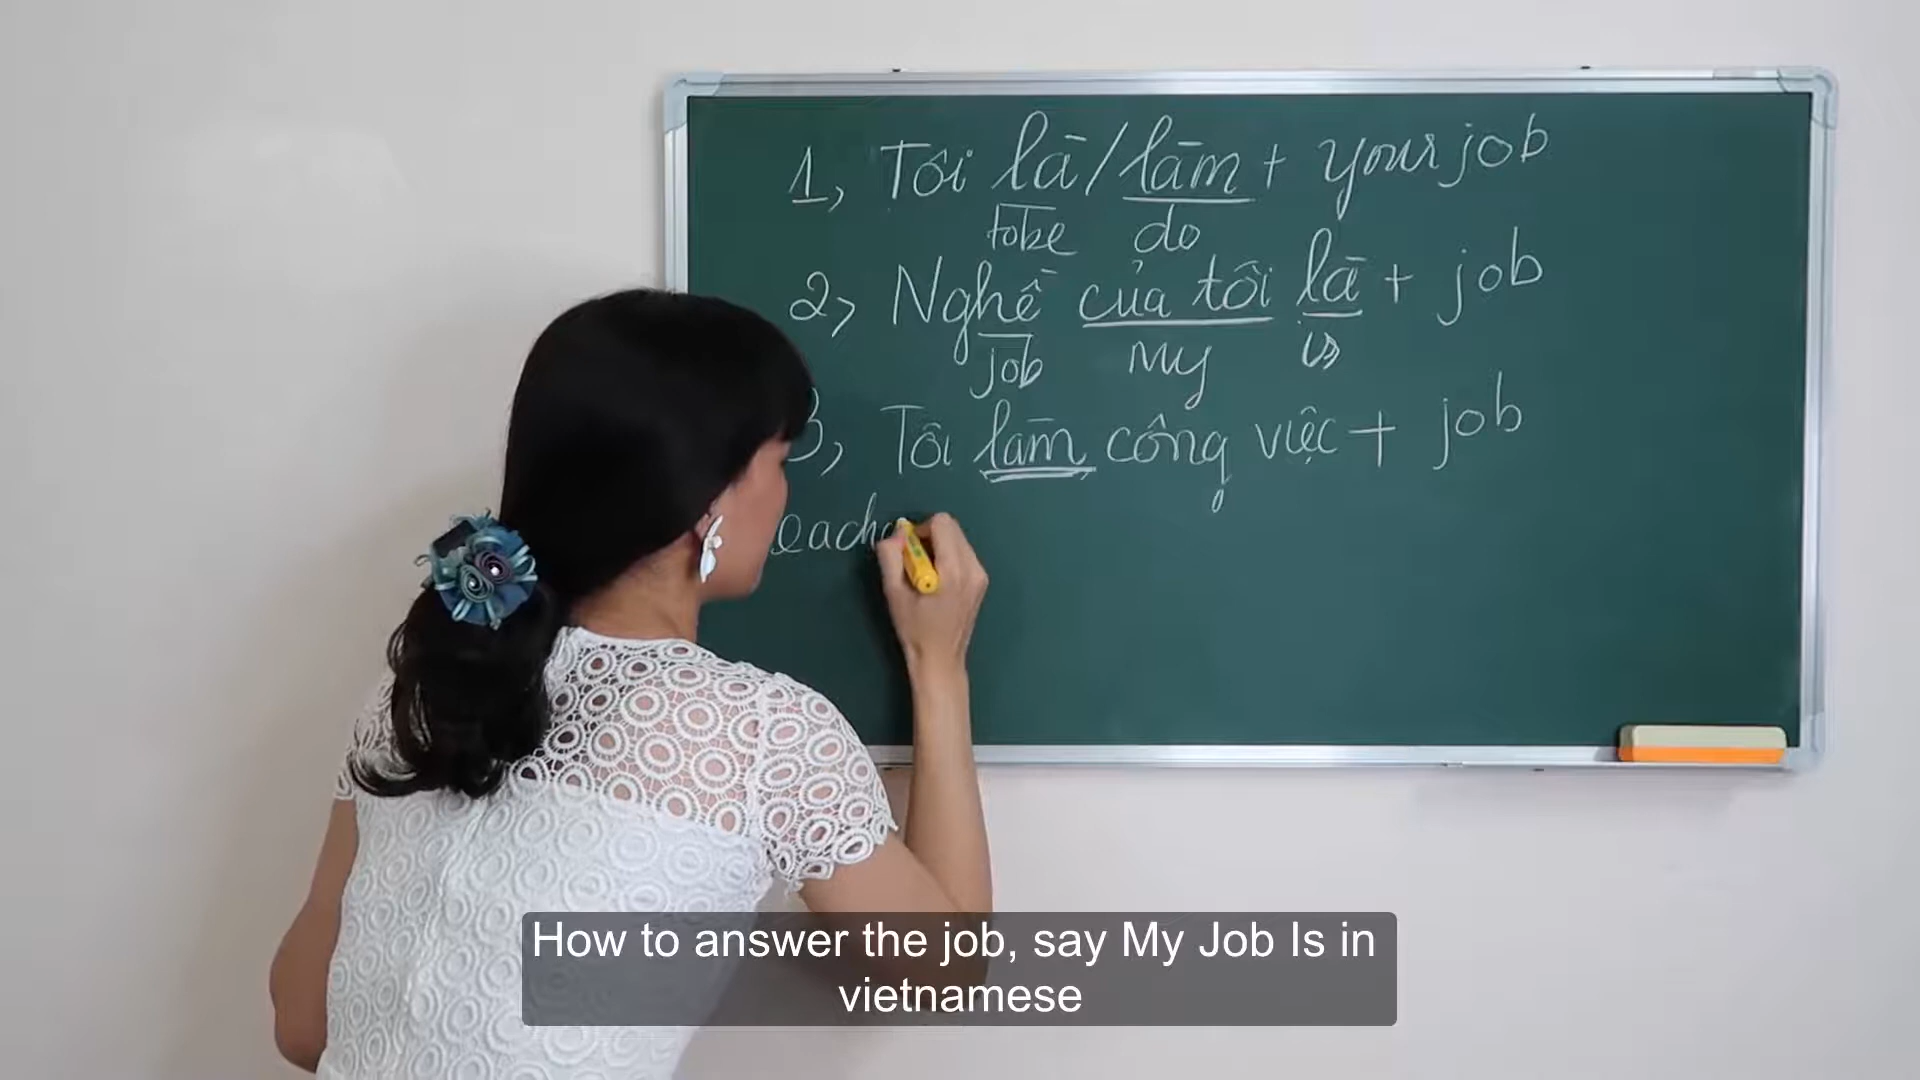 1, Tôi là/làm + your job
tobe do
2, Nghề của tôi là + job
job My is
3, Tôi làm công việc + job
How to answer the job, say My Job Is in
vietnamese